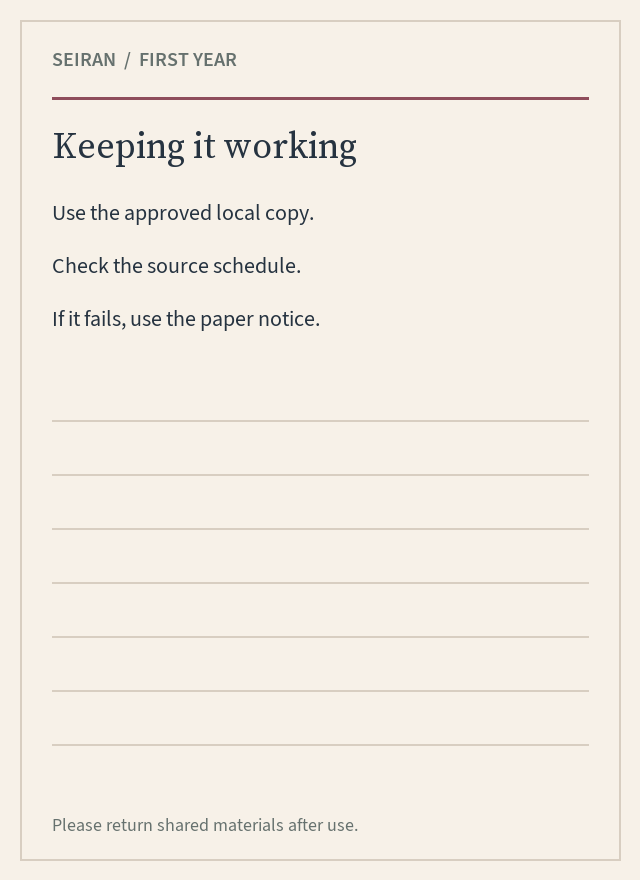 SEIRAN / FIRST YEAR
Keeping it working
Use the approved local copy.
Check the source schedule.
If it fails, use the paper notice.
Please return shared materials after use.